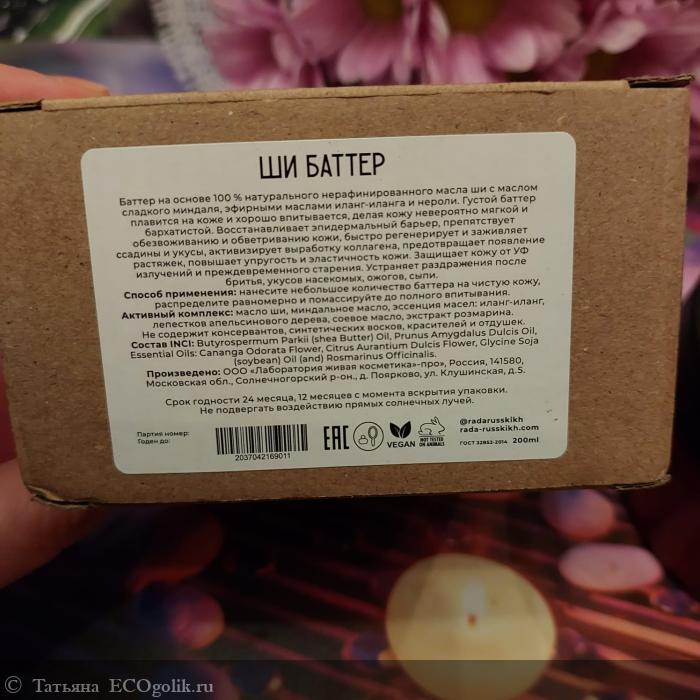 ШИ БАТТЕР
Баттер на основе 100 % натурального нерафинированного масла ши с маслом
сладкого миндаля, эфирными маслами иланг-иланга и нероли. Густой баттер
плавится на коже и хорошо впитывается, делая кожу невероятно мягкой и
бархатистой. Восстанавливает эпидермальный барьер, препятствует
обезвоживанию и обветриванию кожи, быстро регенерирует и заживляет
ссадины и укусы, активизирует выработку коллагена, предотвращает появление
растяжек, повышает упругость и эластичность кожи. Защищает кожу от УФ
излучений и преждевременного старения. Устраняет раздражения после
бритья, укусов насекомых, ожогов, сыпи.
Способ применения: нанесите небольшое количество баттера на чистую кожу,
распределите равномерно и помассируйте до полного впитывания.
Активный комплекс: масло ши, миндальное масло, эссенция масел: иланг-иланг,
лепестков апельсинового дерева, соевое масло, экстракт розмарина.
Не содержит консервантов, синтетических восков, красителей и отдушек.
Состав INCI: Butyrospermum Parkii (shea Butter) Oil, Prunus Amygdalus Dulcis Oil,
Essential Oils: Cananga Odorata Flower, Citrus Aurantium Dulcis Flower, Glycine Soja
(soybean) Oil (and) Rosmarinus Officinalis.
Произведено: ООО «Лаборатория живая косметика»-про», Россия, 141580,
Московская обл., Солнечногорский р-он., д. Поярково, ул. Клушинская, д.5.
Срок годности 24 месяца, 12 месяцев с момента вскрытия упаковки.
Не подвергать воздействию прямых солнечных лучей.
Партия номер:
Годен до:
2037042169011
EAC
VEGAN
NOT TESTED
ON ANIMALS
@radarusskikh
rada-russkikh.com
ГОСТ 32852-2014 200ml
© Татьяна ECOgolik.ru